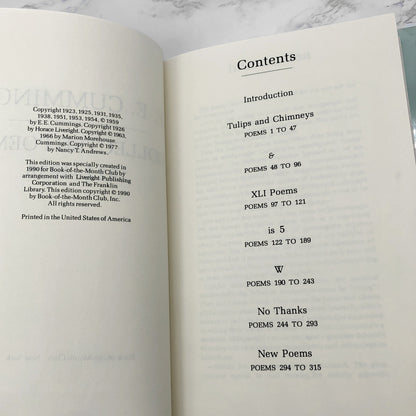 Copyright 1923, 1925, 1931, 1935,
1938, 1951, 1953, 1954, © 1959
by E. E. Cummings. Copyright 1926
by Horace Liveright. Copyright © 1963,
1966 by Marion Morehouse
Cummings. Copyright © 1977
by Nancy T. Andrews.
This edition was specially created in
1990 for Book-of-the-Month Club by
arrangement with Liveright Publishing
Corporation and The Franklin
Library. This edition copyright © 1990
by Book-of-the-Month Club, Inc.
All rights reserved.
Printed in the United States of America
Contents
Introduction
Tulips and Chimneys
POEMS 1 TO 47
&
POEMS 48 TO 96
XLI Poems
POEMS 97 TO 121
is 5
POEMS 122 TO 189
W
POEMS 190 TO 243
No Thanks
POEMS 244 TO 293
New Poems
POEMS 294 TO 315